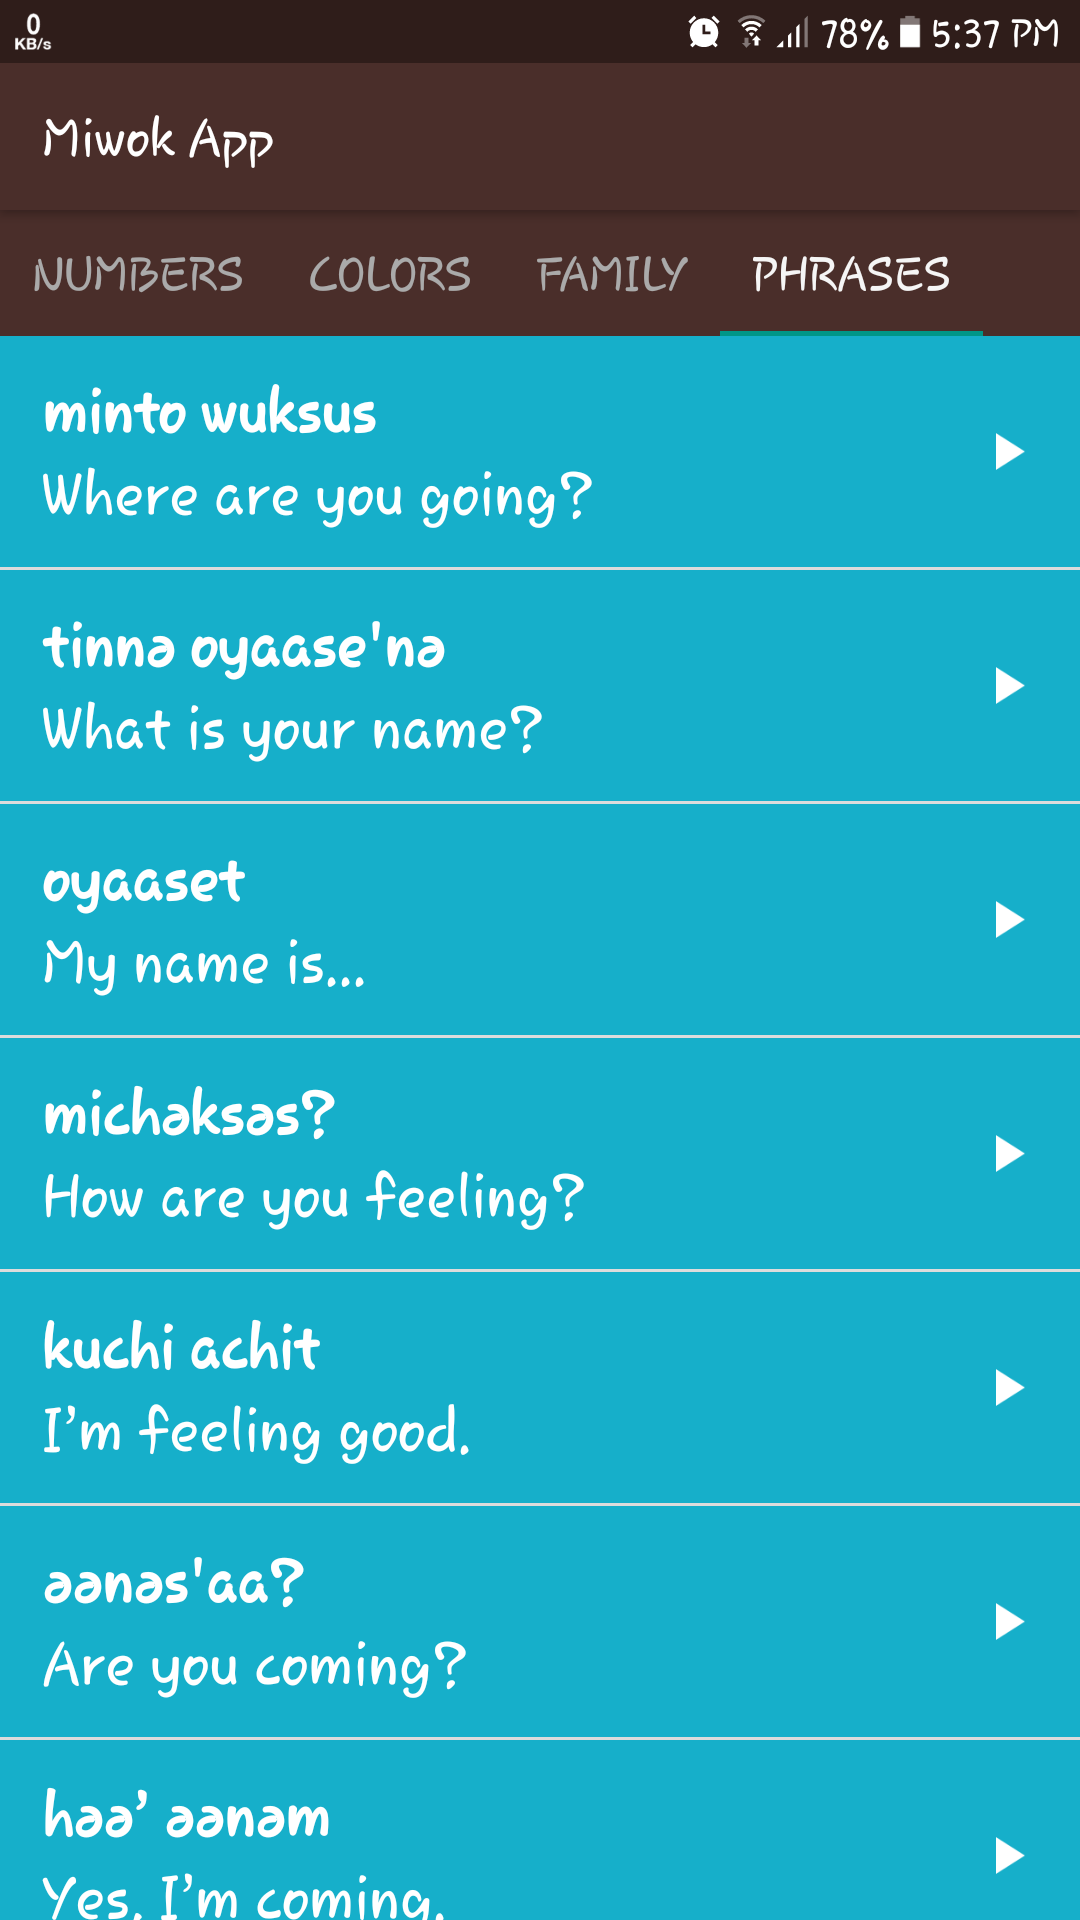 0
KB/s
78% 5:37 PM
Miwok App
NUMBERS COLORS FAMILY PHRASES
minto wuksus
Where are you going?
tinnə oyaase'nə
What is your name?
oyaaset
My name is...
michəksəs?
How are you feeling?
kuchi achit
I’m feeling good.
əənəs'aa?
Are you coming?
həə’ əənəm
Yes, I’m coming.